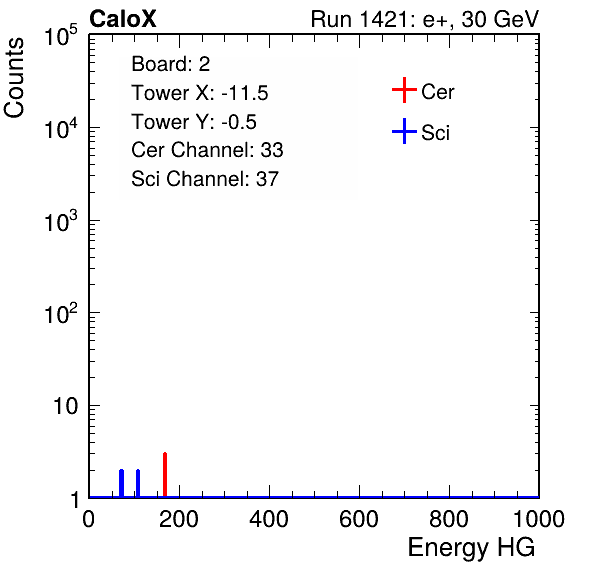 CaloX Run 1421: e+, 30 GeV
Counts
Board: 2
Tower X: -11.5
Tower Y: -0.5
Cer Channel: 33
Sci Channel: 37
Cer
Sci
10^5
10^4
10^3
10^2
10
1
0 200 400 600 800 1000
Energy HG